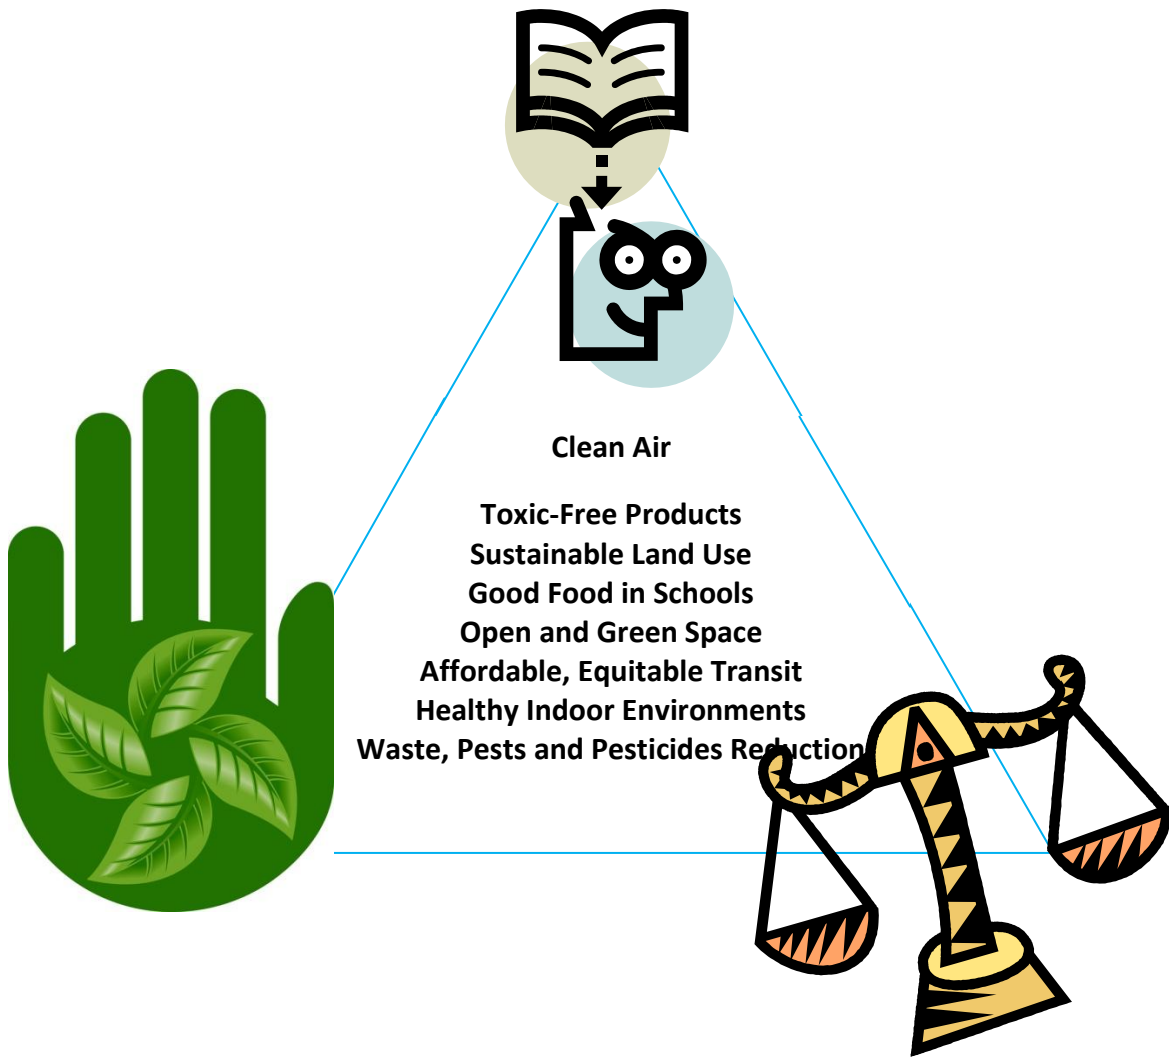 Clean Air
Toxic-Free Products
Sustainable Land Use
Good Food in Schools
Open and Green Space
Affordable, Equitable Transit
Healthy Indoor Environments
Waste, Pests and Pesticides Reduction